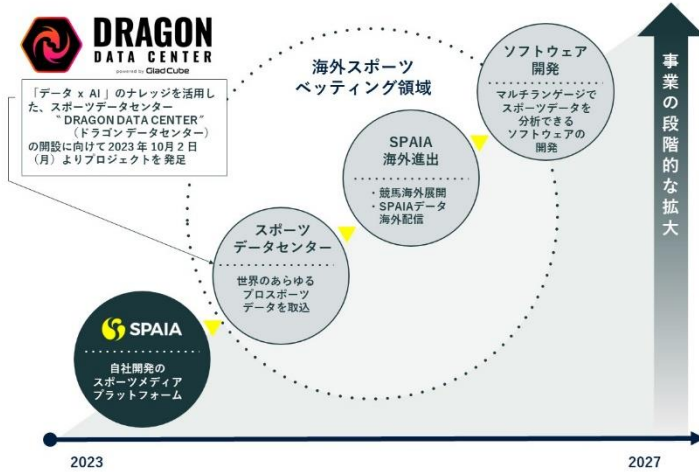 DRAGON
DATA CENTER
powered by GiadCube
「データ x AI」のナレッジを活用し
た、スポーツデータセンター
“DRAGON DATA CENTER”
（ドラゴン データセンター）
の開設に向けて2023年10月2日
（月）よりプロジェクトを発足
海外スポーツ
ベッティング領域
ソフトウェア
開発
マルチランゲージで
スポーツデータを
分析できる
ソフトウェアの
開発
SPAIA
海外進出
・競馬海外展開
・SPAIAデータ
海外配信
スポーツ
データセンター
世界のあらゆる
プロスポーツ
データを取込
SPAIA
自社開発の
スポーツメディア
プラットフォーム
事業の段階的な拡大
2023
2027